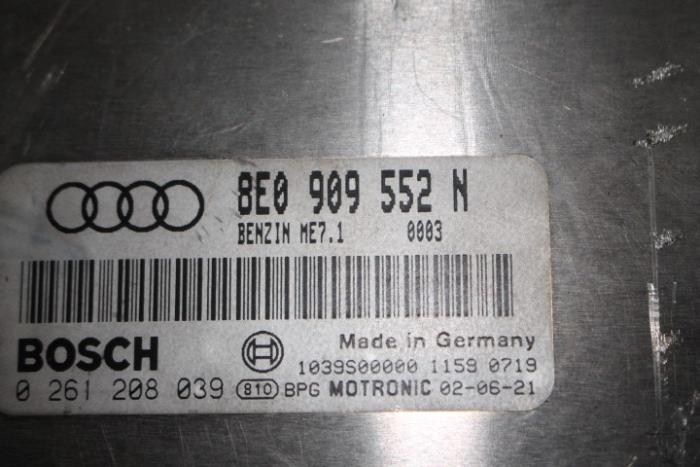 8E0 909 552 N
BENZIN ME7.1 0003
Made in Germany
BOSCH 1039S00000 1159 0719
0 261 208 039 810 BPG MOTRONIC 02-06-21